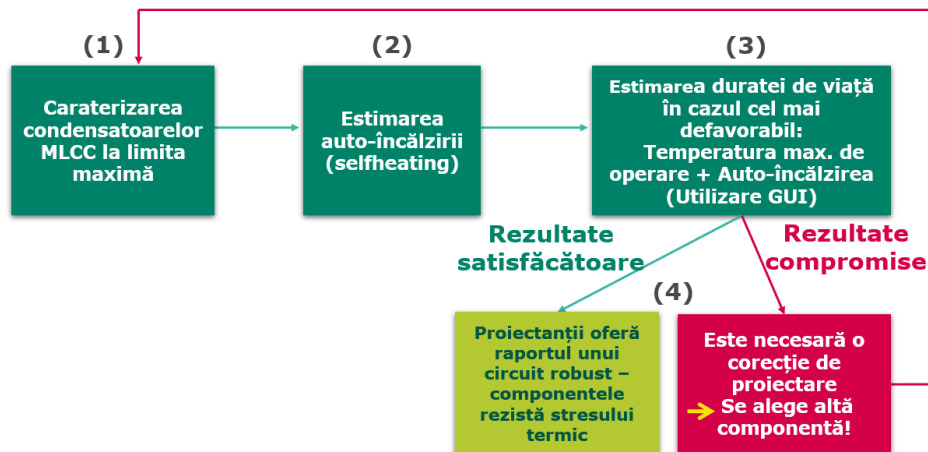 (1)
Caraterizarea
condensatoarelor
MLCC la limita
maximă
(2)
Estimarea
auto-încălzirii
(selfheating)
(3)
Estimarea duratei de viață
în cazul cel mai
defavorabil:
Temperatura max. de
operare + Auto-încălzirea
(Utilizare GUI)
Rezultate
satisfăcătoare
Rezultate
compromise
(4)
Proiectanții oferă
raportul unui
circuit robust –
componentele
rezistă stresului
termic
Este necesară o
corecție de
proiectare
Se alege altă
componentă!